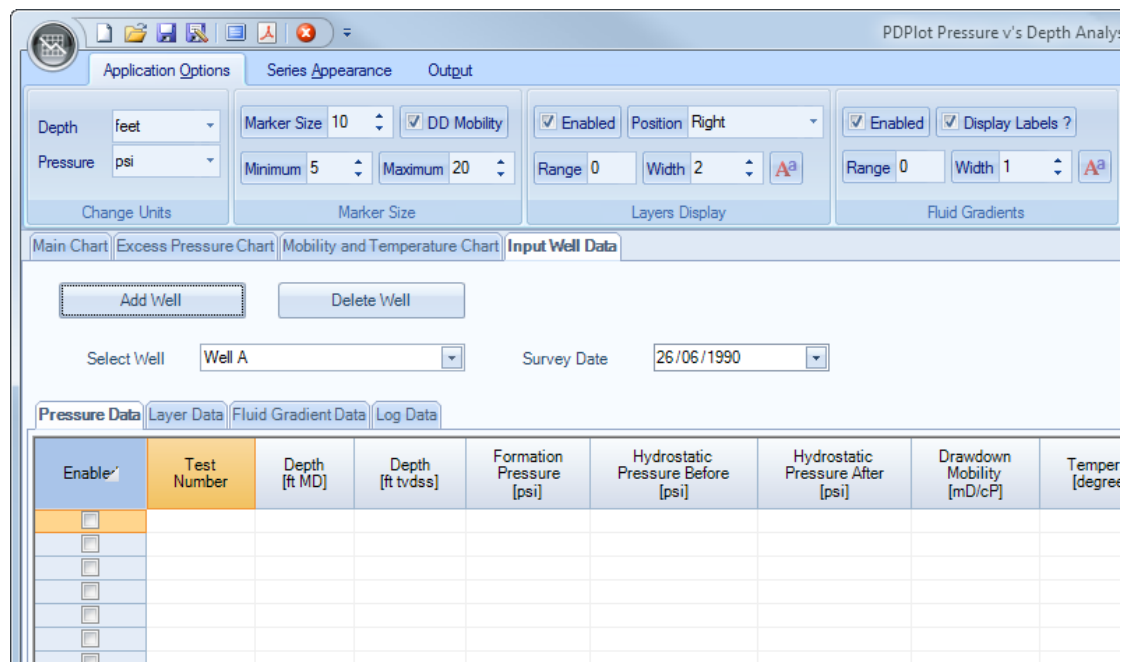 PDPlot Pressure v's Depth Analys
Application Options Series Appearance Output
Depth feet
Pressure psi
Change Units
Marker Size 10 DD Mobility
Minimum 5 Maximum 20
Marker Size
Enabled Position Right
Range 0 Width 2 Aa
Layers Display
Enabled Display Labels ?
Range 0 Width 1 Aa
Fluid Gradients
Main Chart Excess Pressure Chart Mobility and Temperature Chart Input Well Data
Add Well Delete Well
Select Well Well A Survey Date 26/06/1990
Pressure Data Layer Data Fluid Gradient Data Log Data
Enable
Test
Number
Depth
[ft MD]
Depth
[ft tvdss]
Formation
Pressure
[psi]
Hydrostatic
Pressure Before
[psi]
Hydrostatic
Pressure After
[psi]
Drawdown
Mobility
[mD/cP]
Temper
[degree